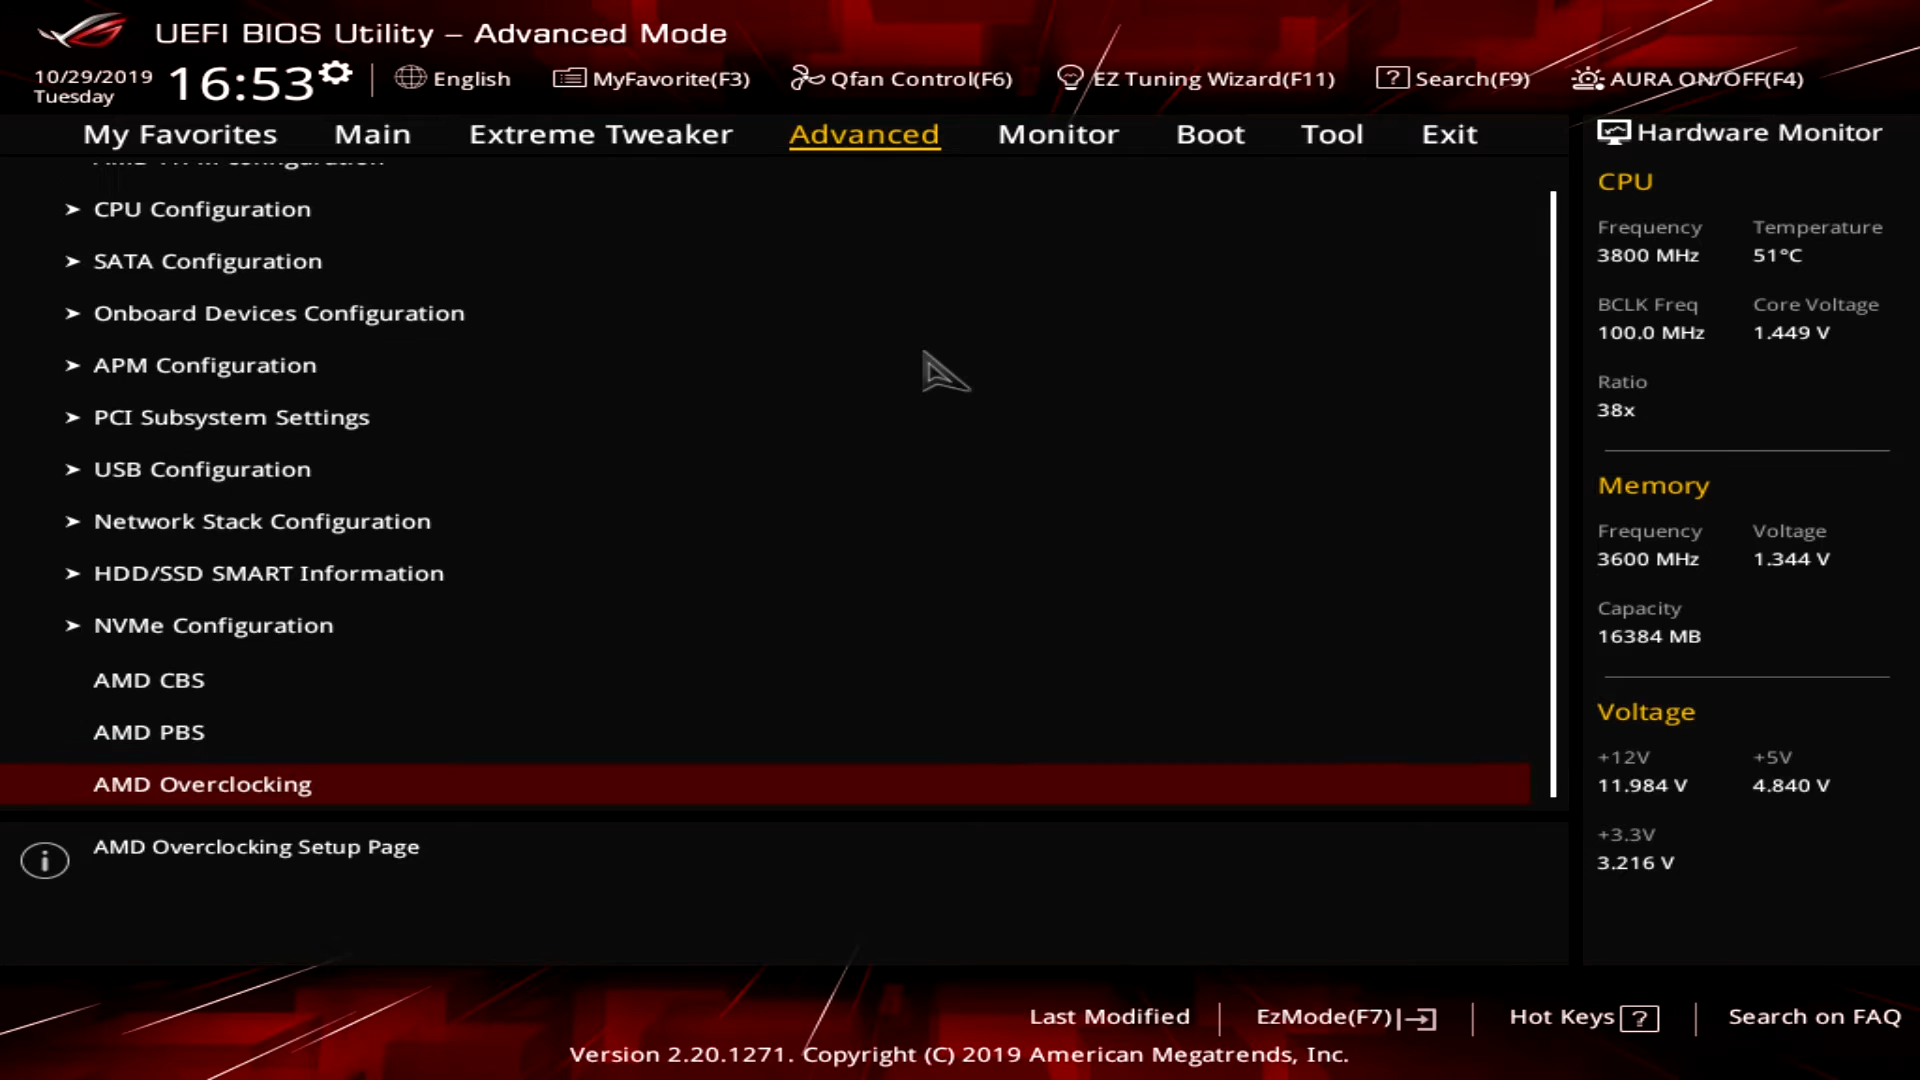 UEFI BIOS Utility – Advanced Mode
10/29/2019
Tuesday
16:53
English
MyFavorite(F3)
Qfan Control(F6)
EZ Tuning Wizard(F11)
Search(F9)
AURA ON/OFF(F4)
My Favorites
Main
Extreme Tweaker
Advanced
Monitor
Boot
Tool
Exit
CPU Configuration
SATA Configuration
Onboard Devices Configuration
APM Configuration
PCI Subsystem Settings
USB Configuration
Network Stack Configuration
HDD/SSD SMART Information
NVMe Configuration
AMD CBS
AMD PBS
AMD Overclocking
AMD Overclocking Setup Page
Hardware Monitor
CPU
Frequency Temperature
3800 MHz 51°C
BCLK Freq Core Voltage
100.0 MHz 1.449 V
Ratio
38x
Memory
Frequency Voltage
3600 MHz 1.344 V
Capacity
16384 MB
Voltage
+12V +5V
11.984 V 4.840 V
+3.3V
3.216 V
Last Modified
EzMode(F7)
Hot Keys ?
Search on FAQ
Version 2.20.1271. Copyright (C) 2019 American Megatrends, Inc.